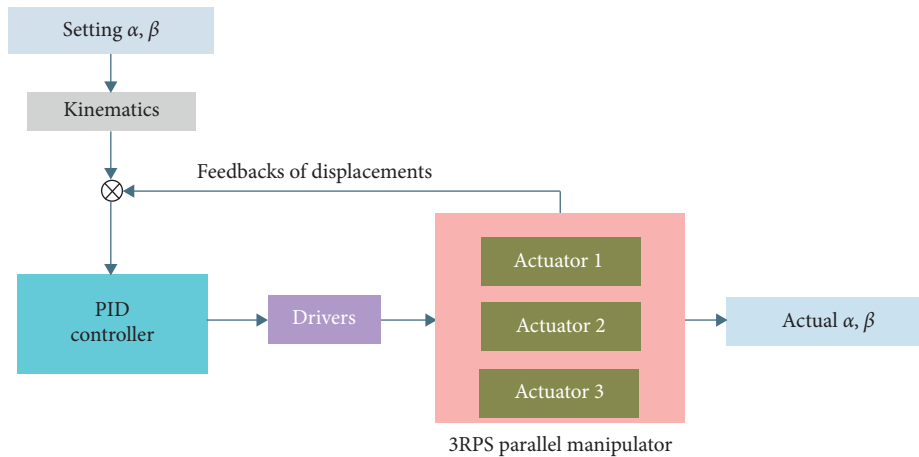 Setting α, β
Kinematics
Feedbacks of displacements
PID
controller
Drivers
Actuator 1
Actuator 2
Actuator 3
Actual α, β
3RPS parallel manipulator